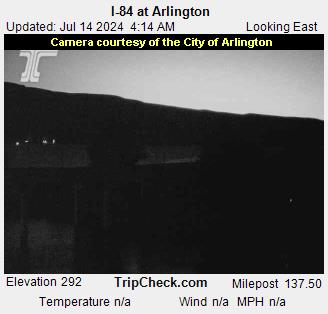 I-84 at Arlington
Updated: Jul 14 2024 4:14 AM Looking East
Camera courtesy of the City of Arlington
Elevation 292 TripCheck.com Milepost 137.50
Temperature n/a Wind n/a MPH n/a